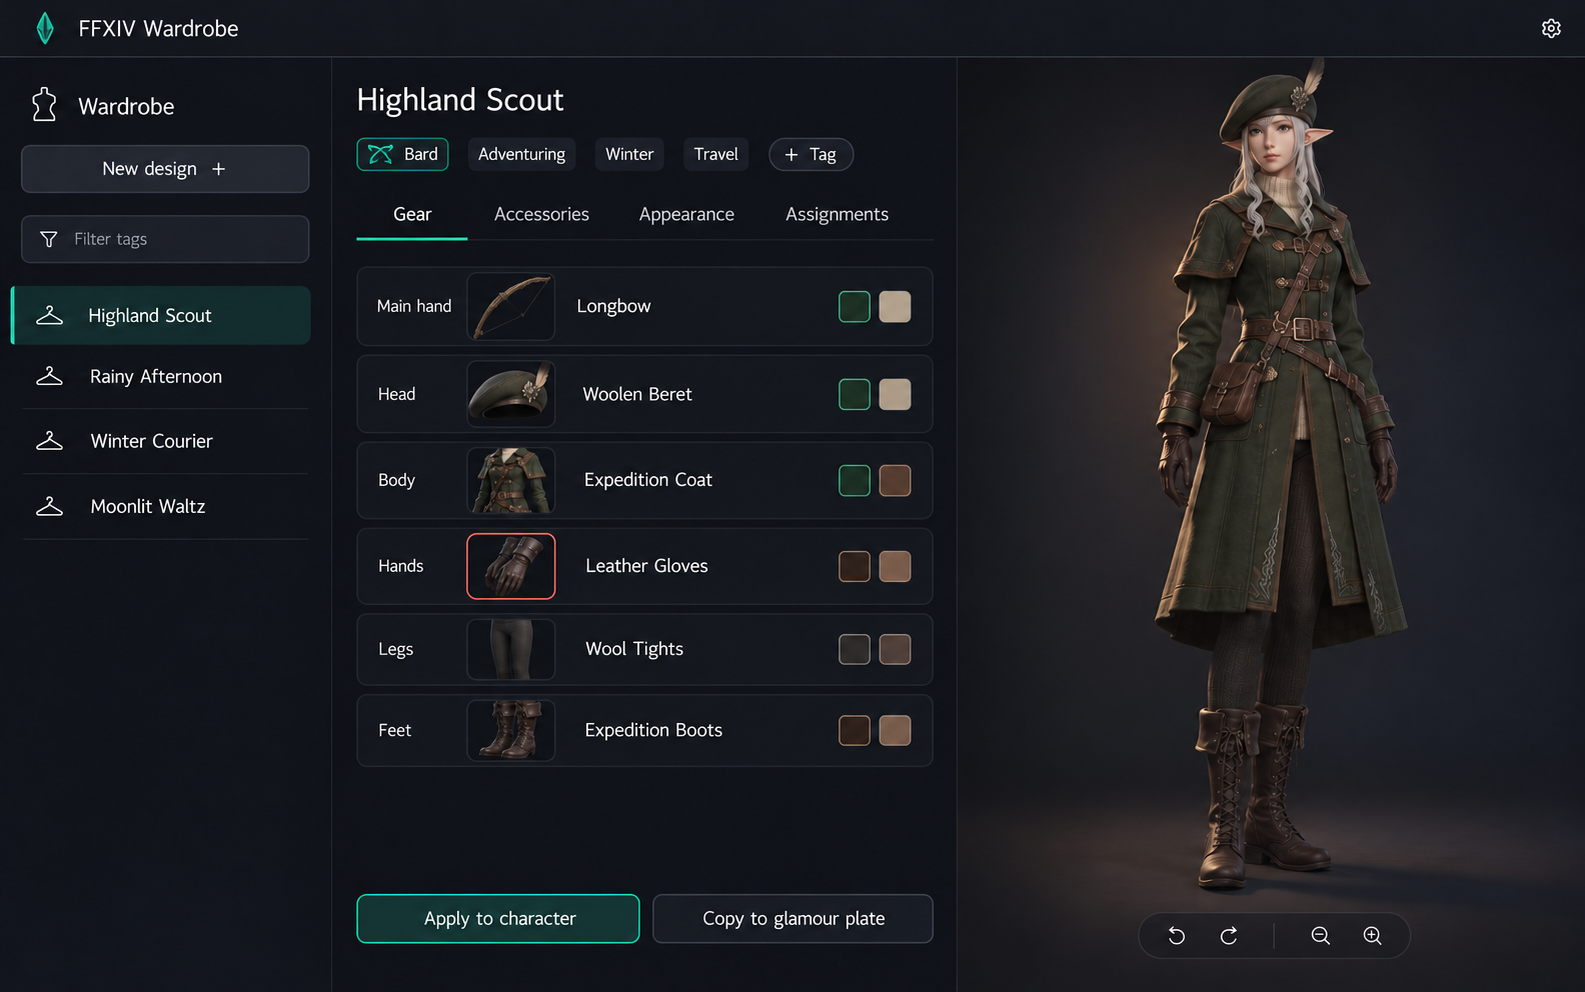 FFXIV Wardrobe
Wardrobe
New design +
Filter tags
Highland Scout
Rainy Afternoon
Winter Courier
Moonlit Waltz
Highland Scout
Bard Adventuring Winter Travel + Tag
Gear Accessories Appearance Assignments
Main hand Longbow
Head Woolen Beret
Body Expedition Coat
Hands Leather Gloves
Legs Wool Tights
Feet Expedition Boots
Apply to character Copy to glamour plate